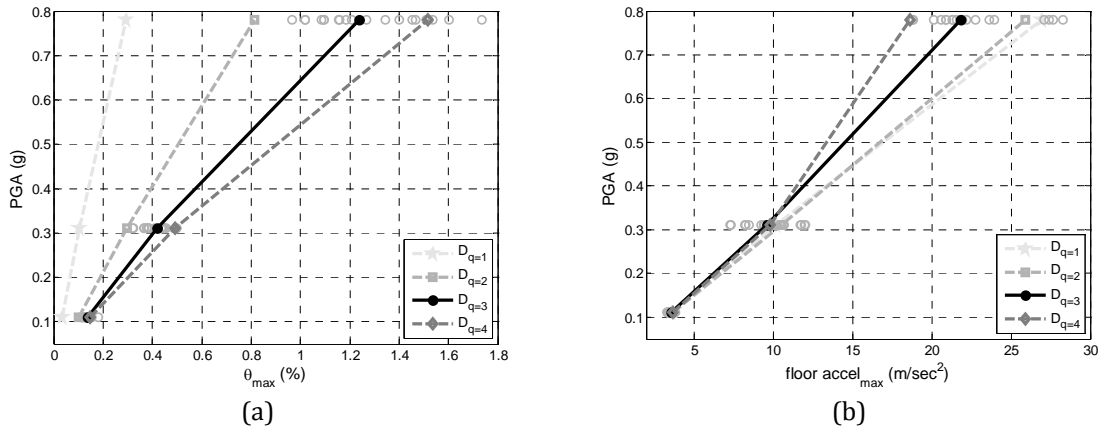 0.8
0.7
0.6
0.5
0.4
0.3
0.2
0.1
PGA (g)
0 0.2 0.4 0.6 0.8 1 1.2 1.4 1.6 1.8
θmax (%)
Dq=1
Dq=2
Dq=3
Dq=4
(a)
0.8
0.7
0.6
0.5
0.4
0.3
0.2
0.1
PGA (g)
5 10 15 20 25 30
floor accelmax (m/sec²)
Dq=1
Dq=2
Dq=3
Dq=4
(b)